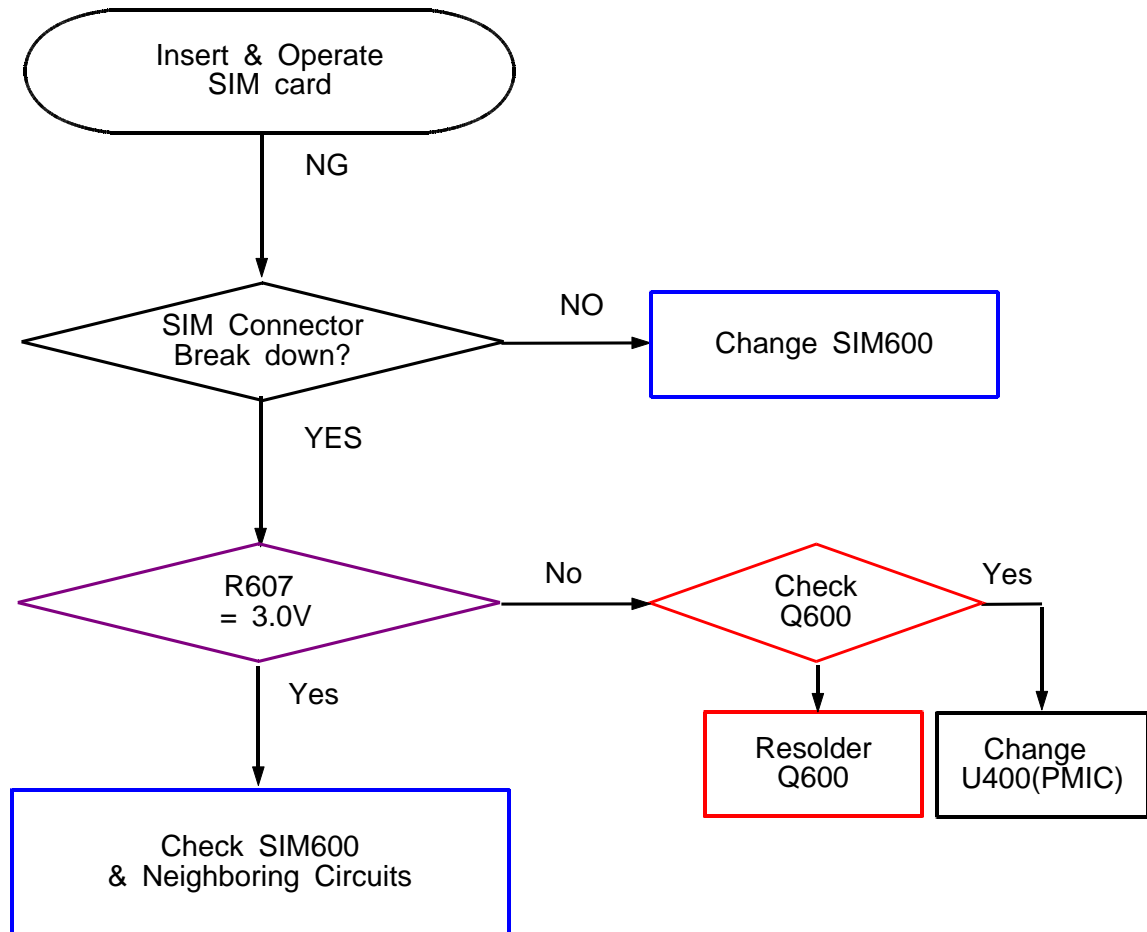 Insert & Operate
SIM card
NG
SIM Connector
Break down?
NO
Change SIM600
YES
R607
= 3.0V
No
Check
Q600
Yes
Yes
Resolder
Q600
Change
U400(PMIC)
Check SIM600
& Neighboring Circuits